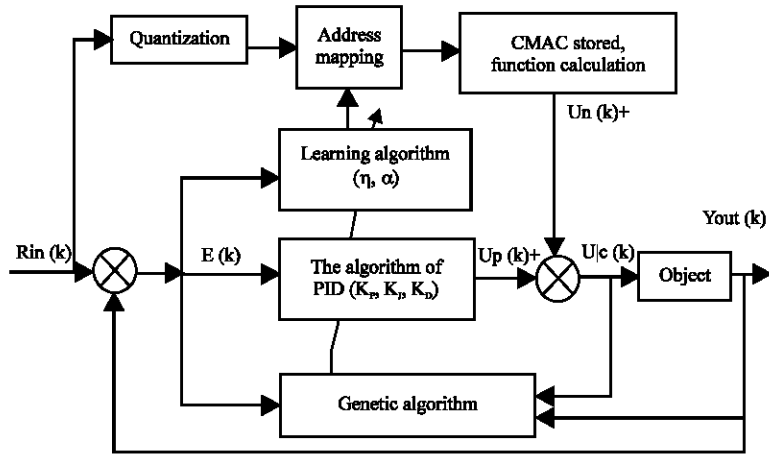 Quantization
Address
mapping
CMAC stored,
function calculation
Un (k)+
Learning algorithm
(η, α)
Rin (k)
E (k)
The algorithm of
PID (K_P, K_I, K_D)
Up (k)+
U|c (k)
Object
Yout (k)
Genetic algorithm